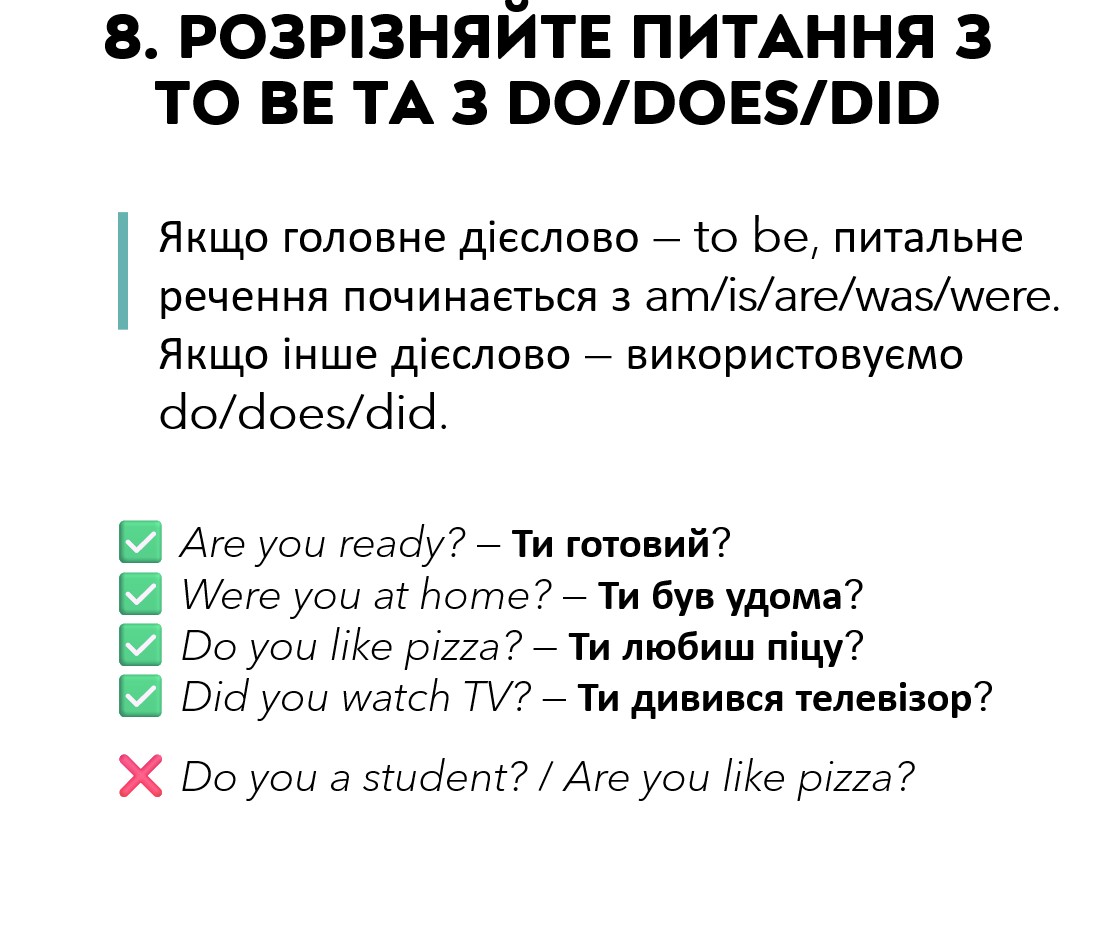 8. РОЗРІЗНЯЙТЕ ПИТАННЯ З
TO BE ТА З DO/DOES/DID
Якщо головне дієслово – to be, питальне
речення починається з am/is/are/was/were.
Якщо інше дієслово – використовуємо
do/does/did.
✅ Are you ready? – Ти готовий?
✅ Were you at home? – Ти був удома?
✅ Do you like pizza? – Ти любиш піцу?
✅ Did you watch TV? – Ти дивився телевізор?
❌ Do you a student? / Are you like pizza?